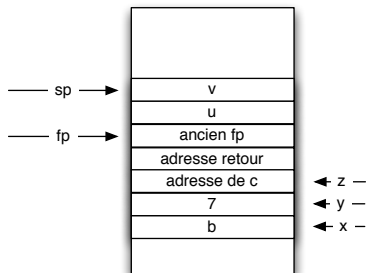 sp v
u
fp ancien fp
adresse retour
adresse de c z
7 y
b x